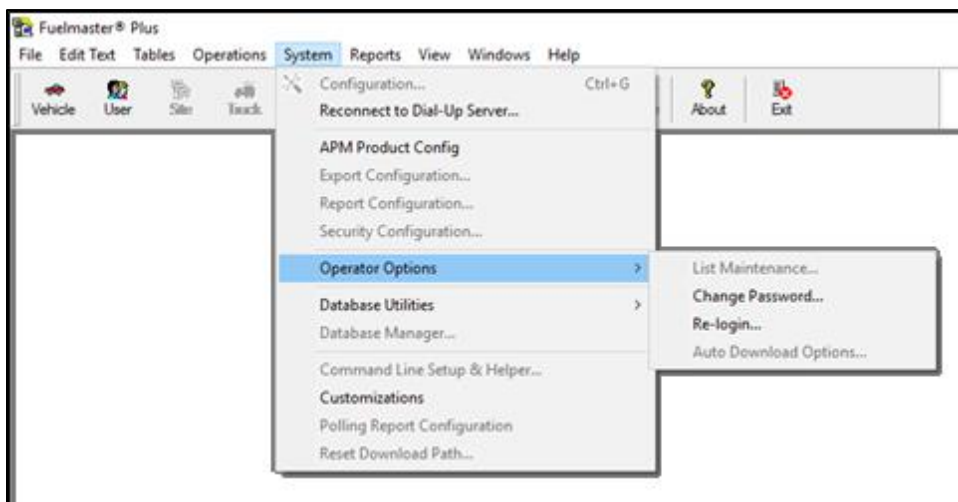 Fuelmaster® Plus
File Edit Text Tables Operations System Reports View Windows Help
Vehicle User Site Truck About Exit
Configuration... Ctrl+G
Reconnect to Dial-Up Server...
APM Product Config
Export Configuration...
Report Configuration...
Security Configuration...
Operator Options
List Maintenance...
Change Password...
Re-login...
Auto Download Options...
Database Utilities
Database Manager...
Command Line Setup & Helper...
Customizations
Polling Report Configuration
Reset Download Path...